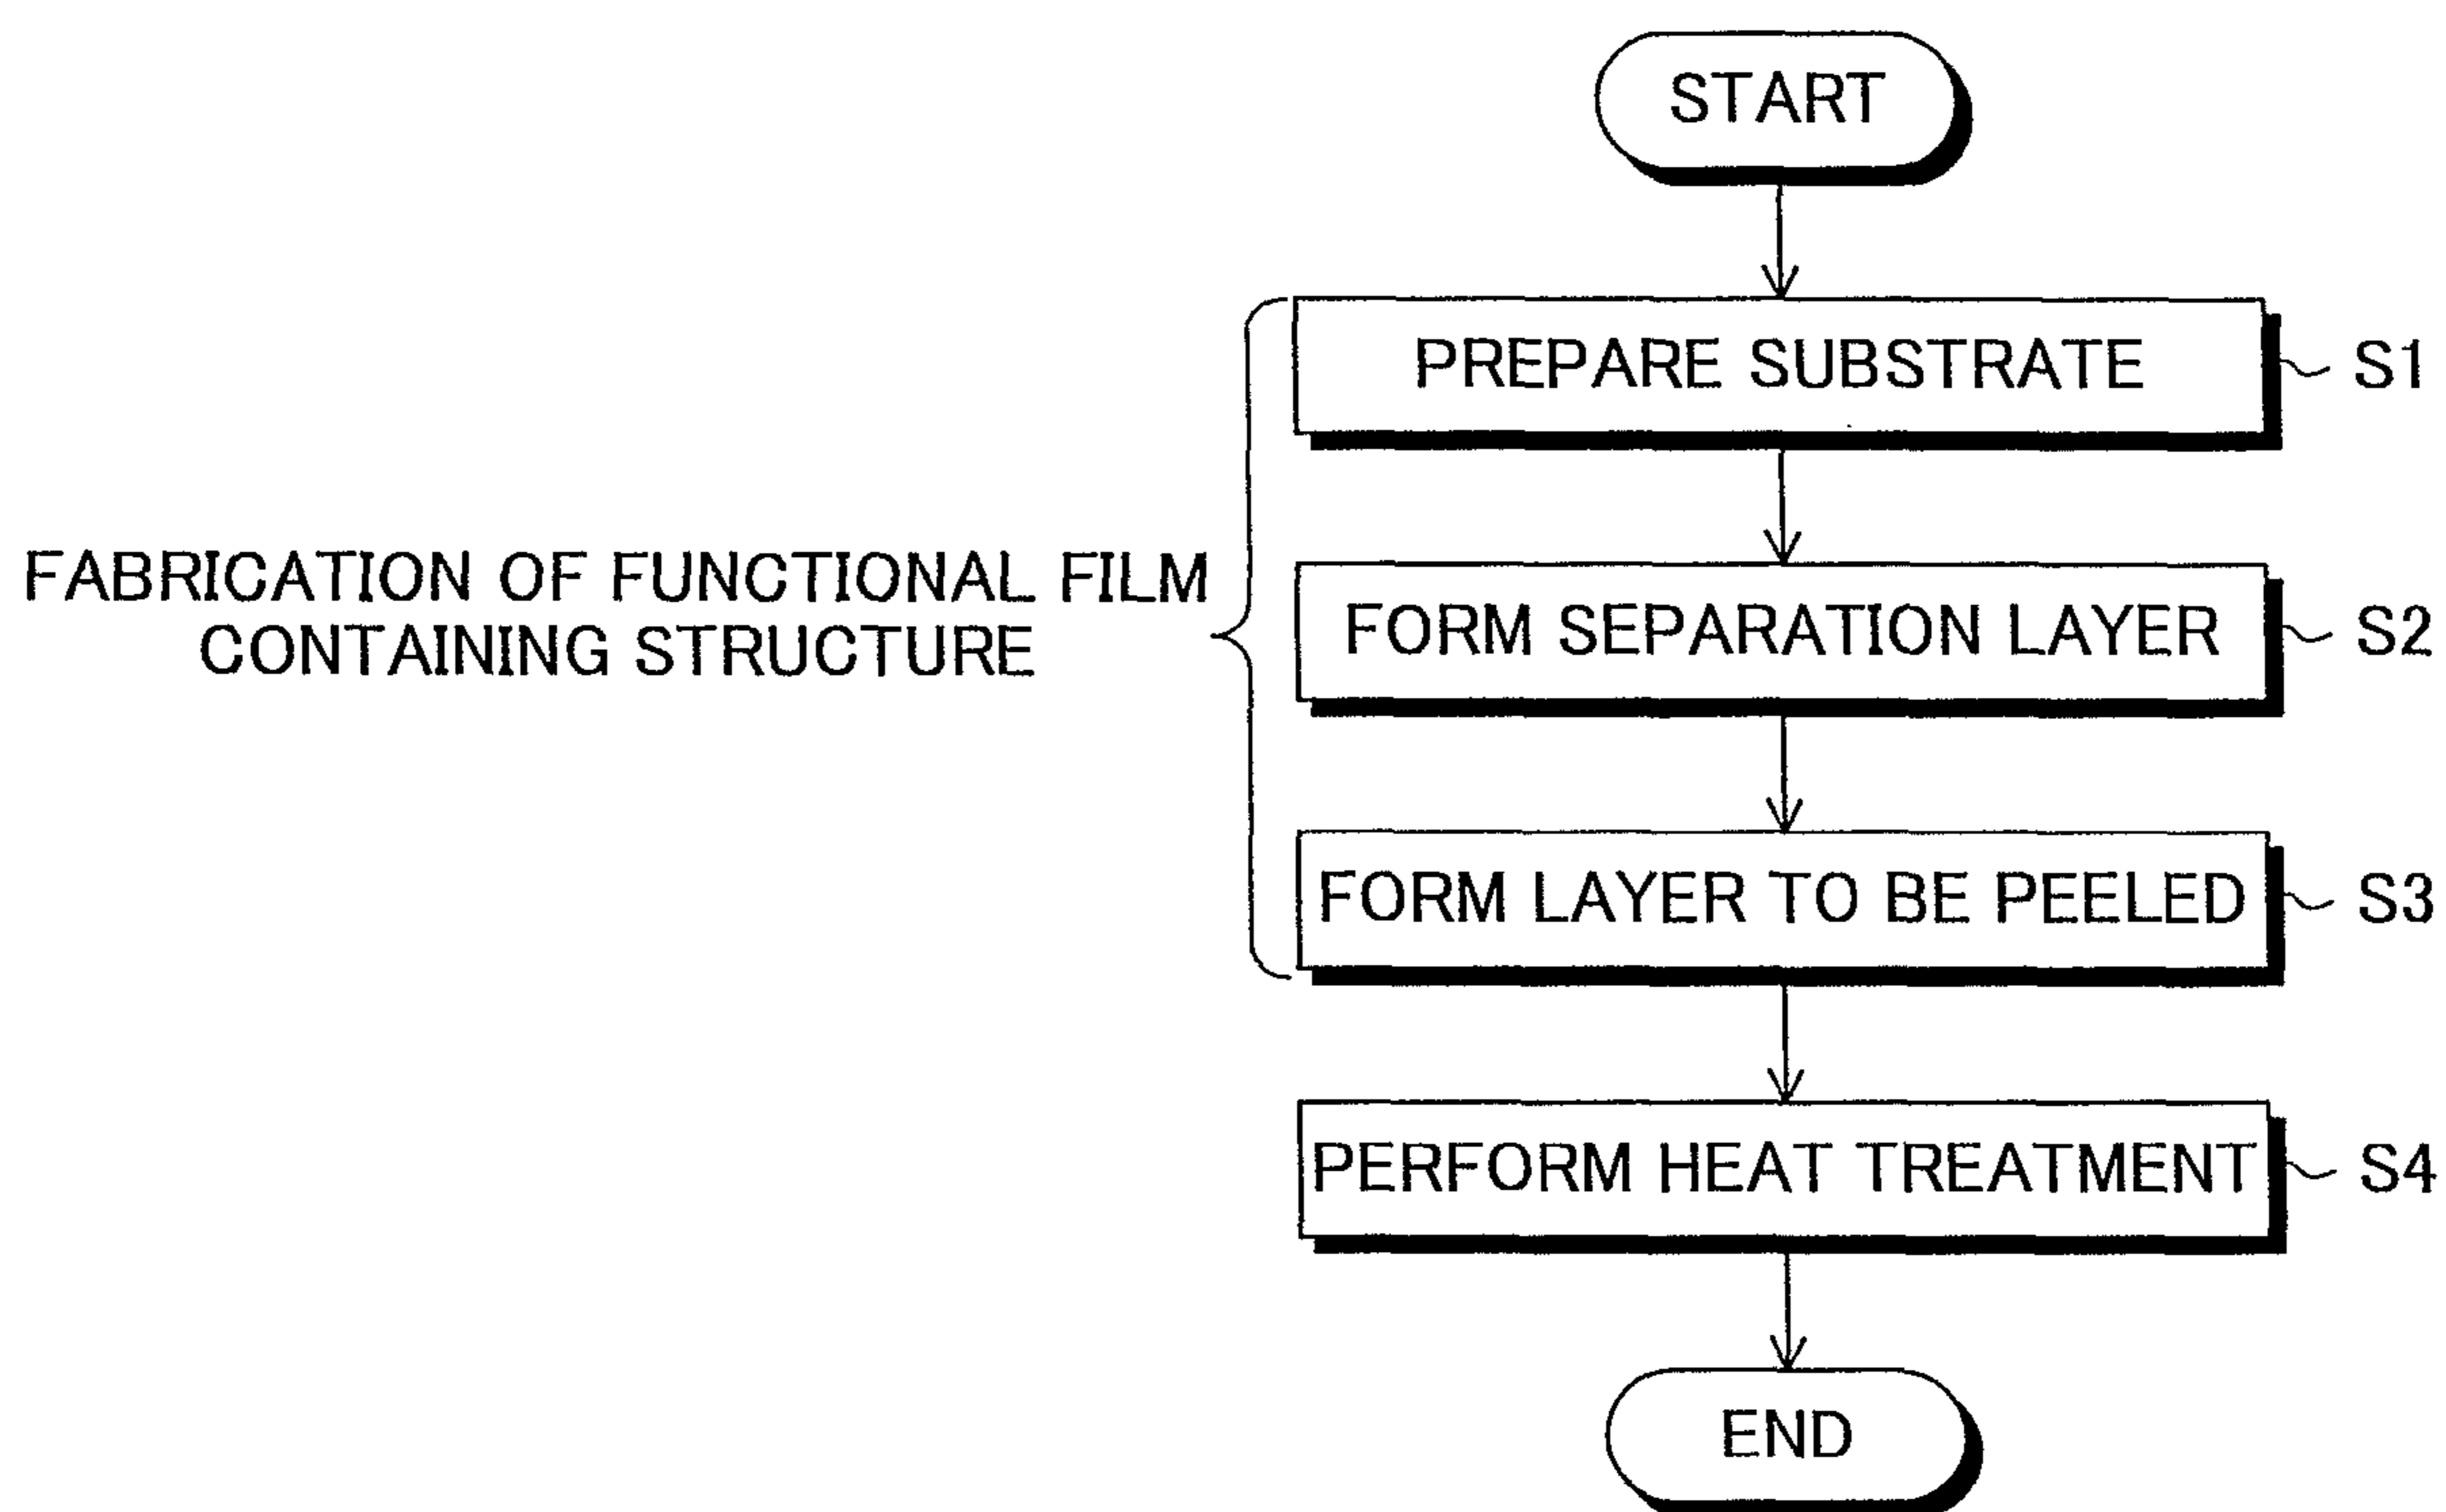 START
PREPARE SUBSTRATE S1
FABRICATION OF FUNCTIONAL FILM
CONTAINING STRUCTURE
FORM SEPARATION LAYER S2
FORM LAYER TO BE PEELED S3
PERFORM HEAT TREATMENT S4
END